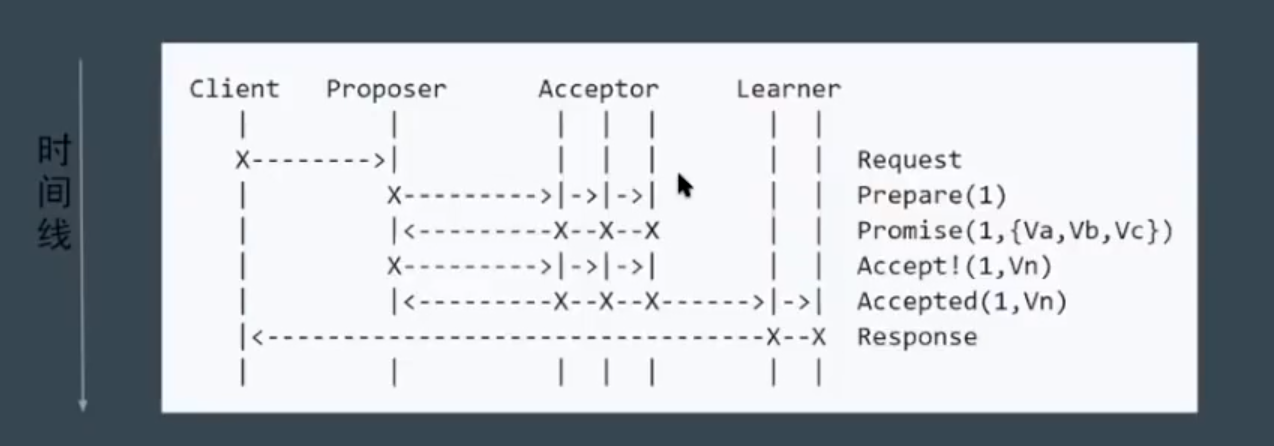 时间线
Client Proposer Acceptor Learner
| | | | | | |
X-------->| | | | | | Request
| X--------->|->|->| | | Prepare(1)
| |<---------X--X--X | | Promise(1,{Va,Vb,Vc})
| X--------->|->|->| | | Accept!(1,Vn)
| |<---------X--X--X------>|->| Accepted(1,Vn)
|<---------------------------------X--X Response
| | | | | | |